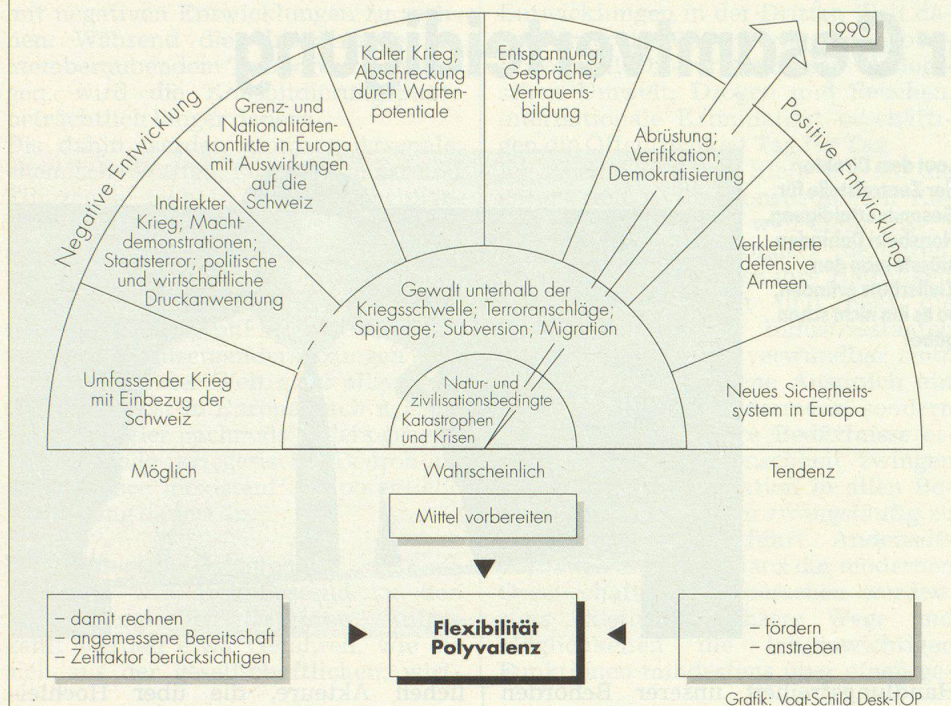 1990
Negative Entwicklung
Positive Entwicklung
Kalter Krieg;
Abschreckung
durch Waffen-
potentiale
Entspannung;
Gespräche;
Vertrauens-
bildung
Grenz- und
Nationalitäten-
konflikte in Europa
mit Auswirkungen
auf die
Schweiz
Abrüstung;
Verifikation;
Demokratisierung
Indirekter
Krieg; Macht-
demonstrationen;
Staatsterror; politische
und wirtschaftliche
Druckanwendung
Verkleinerte
defensive
Armeen
Gewalt unterhalb der
Kriegsschwelle; Terroranschläge;
Spionage; Subversion; Migration
Umfassender Krieg
mit Einbezug der
Schweiz
Natur- und
zivilisationsbedingte
Katastrophen
und Krisen
Neues Sicherheits-
system in Europa
Möglich
Wahrscheinlich
Tendenz
Mittel vorbereiten
– damit rechnen
– angemessene Bereitschaft
– Zeitfaktor berücksichtigen
Flexibilität
Polyvalenz
– fördern
– anstreben
Grafik: Vogt-Schild Desk-TOP